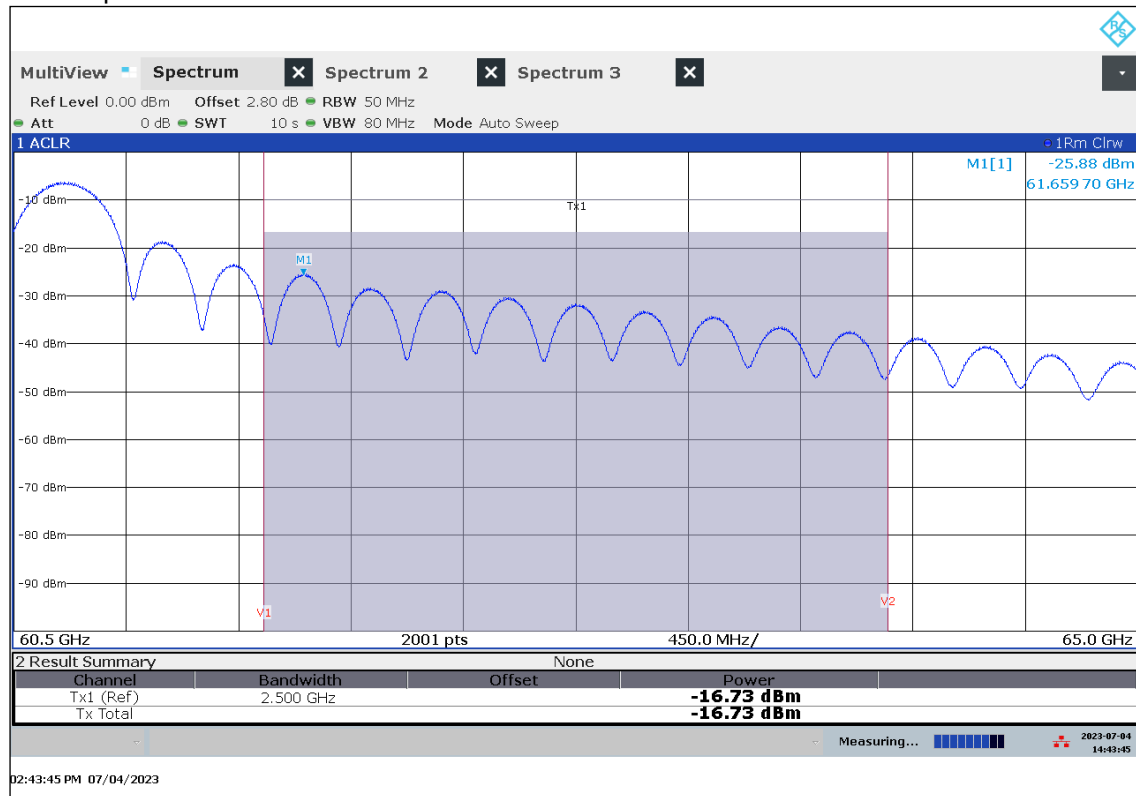 R&S
MultiView Spectrum X Spectrum 2 X Spectrum 3 X
Ref Level 0.00 dBm Offset 2.80 dB RBW 50 MHz
Att 0 dB SWT 10 s VBW 80 MHz Mode Auto Sweep
1 ACLR 1Rm Clrw
M1[1] -25.88 dBm
61.659 70 GHz
-10 dBm
Tx1
-20 dBm
M1
-30 dBm
-40 dBm
-50 dBm
-60 dBm
-70 dBm
-80 dBm
-90 dBm
V1 V2
60.5 GHz 2001 pts 450.0 MHz/ 65.0 GHz
2 Result Summary None
Channel Bandwidth Offset Power
Tx1 (Ref) 2.500 GHz -16.73 dBm
Tx Total -16.73 dBm
Measuring... 2023-07-04
14:43:45
02:43:45 PM 07/04/2023